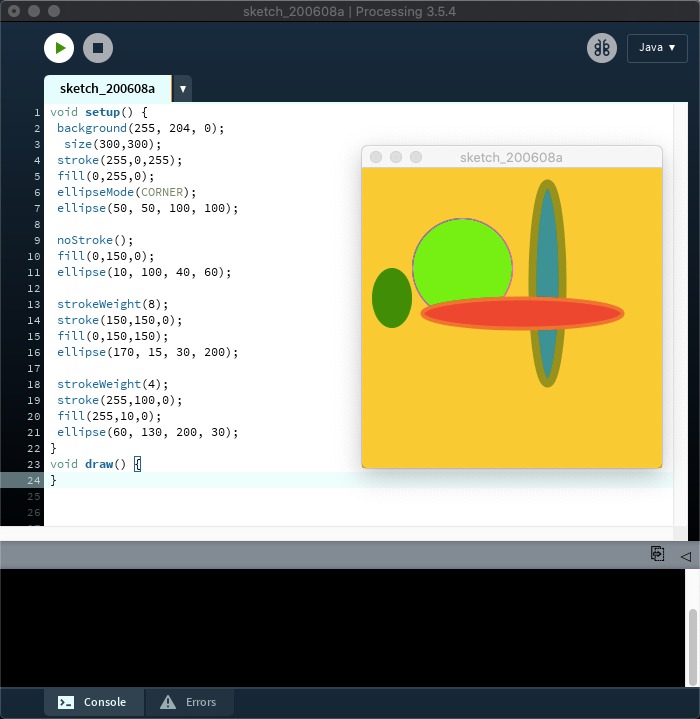 sketch_200608a | Processing 3.5.4
Java ▼
sketch_200608a ▼
1 void setup() {
2 background(255, 204, 0);
3 size(300,300);
4 stroke(255,0,255);
5 fill(0,255,0);
6 ellipseMode(CORNER);
7 ellipse(50, 50, 100, 100);
8
9 noStroke();
10 fill(0,150,0);
11 ellipse(10, 100, 40, 60);
12
13 strokeWeight(8);
14 stroke(150,150,0);
15 fill(0,150,150);
16 ellipse(170, 15, 30, 200);
17
18 strokeWeight(4);
19 stroke(255,100,0);
20 fill(255,10,0);
21 ellipse(60, 130, 200, 30);
22 }
23 void draw() {
24 }
25
26
sketch_200608a
Console
Errors